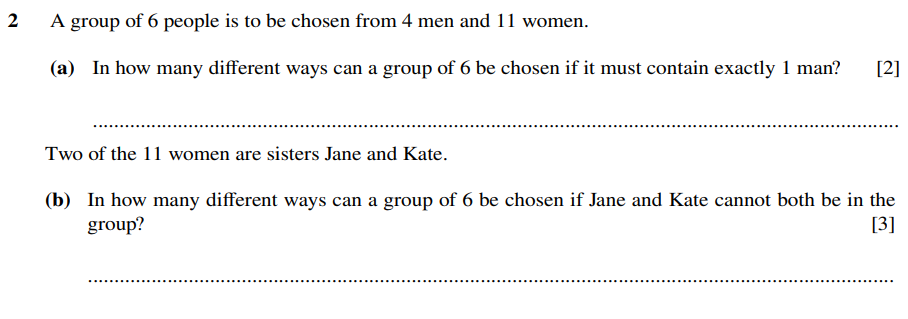 2 A group of 6 people is to be chosen from 4 men and 11 women.
(a) In how many different ways can a group of 6 be chosen if it must contain exactly 1 man? [2]
Two of the 11 women are sisters Jane and Kate.
(b) In how many different ways can a group of 6 be chosen if Jane and Kate cannot both be in the
group? [3]